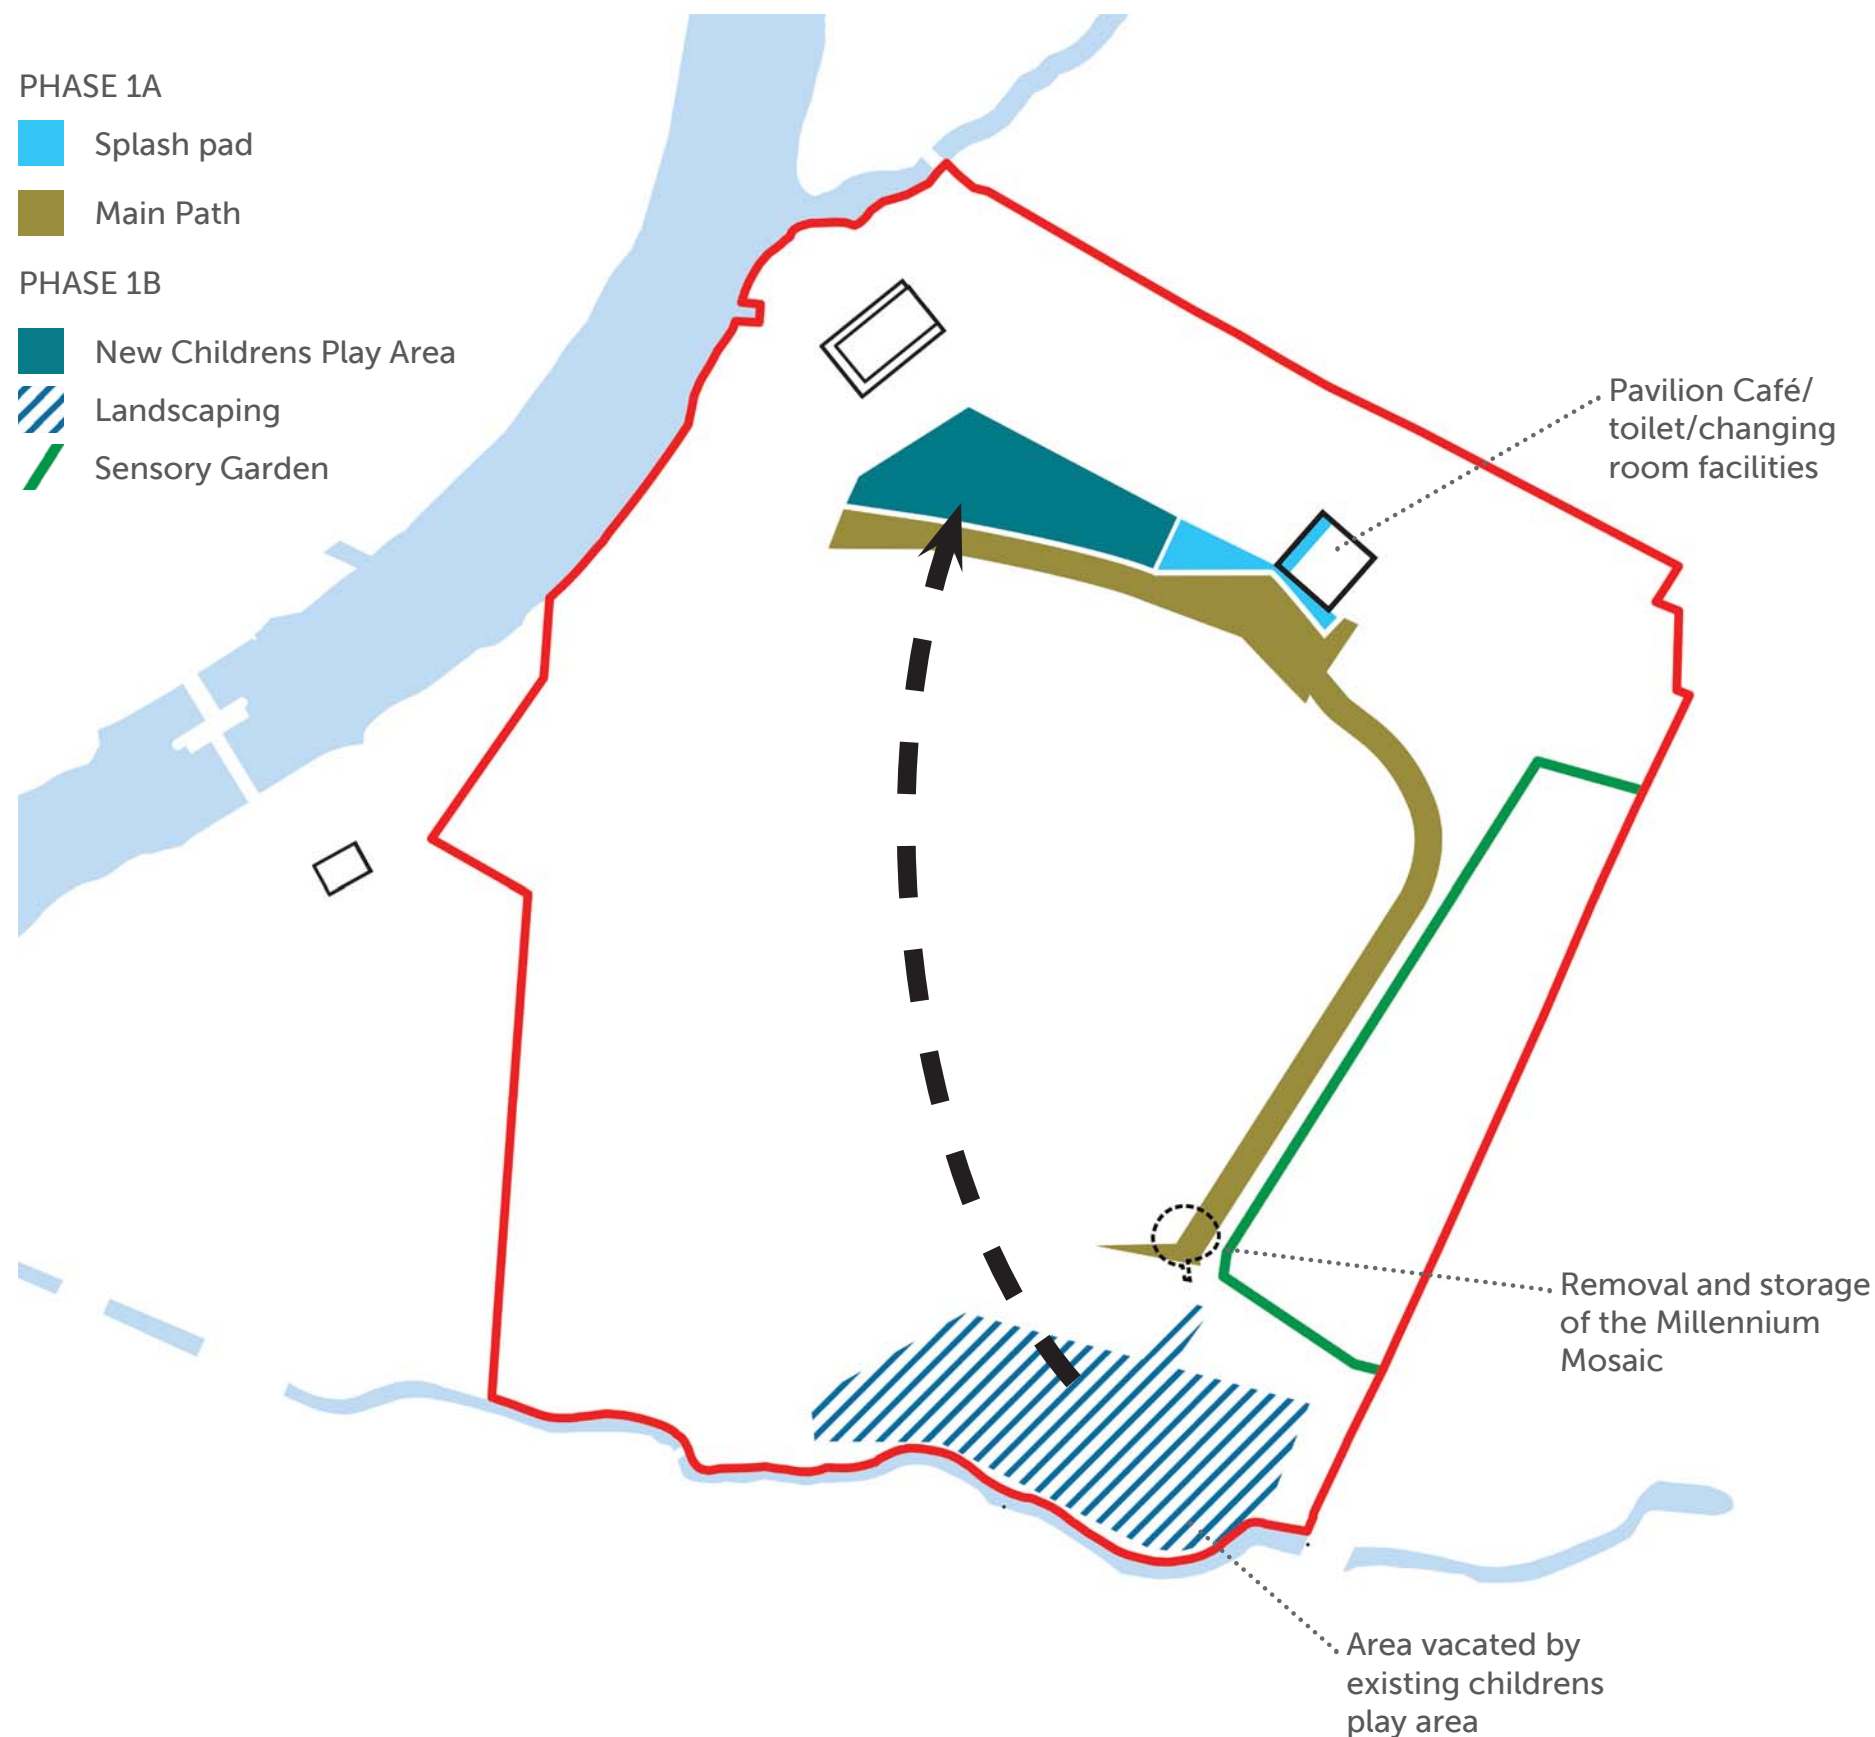 PHASE 1A
Splash pad
Main Path
PHASE 1B
New Childrens Play Area
Landscaping
Sensory Garden
Pavilion Café/
toilet/changing
room facilities
Removal and storage
of the Millennium
Mosaic
Area vacated by
existing childrens
play area